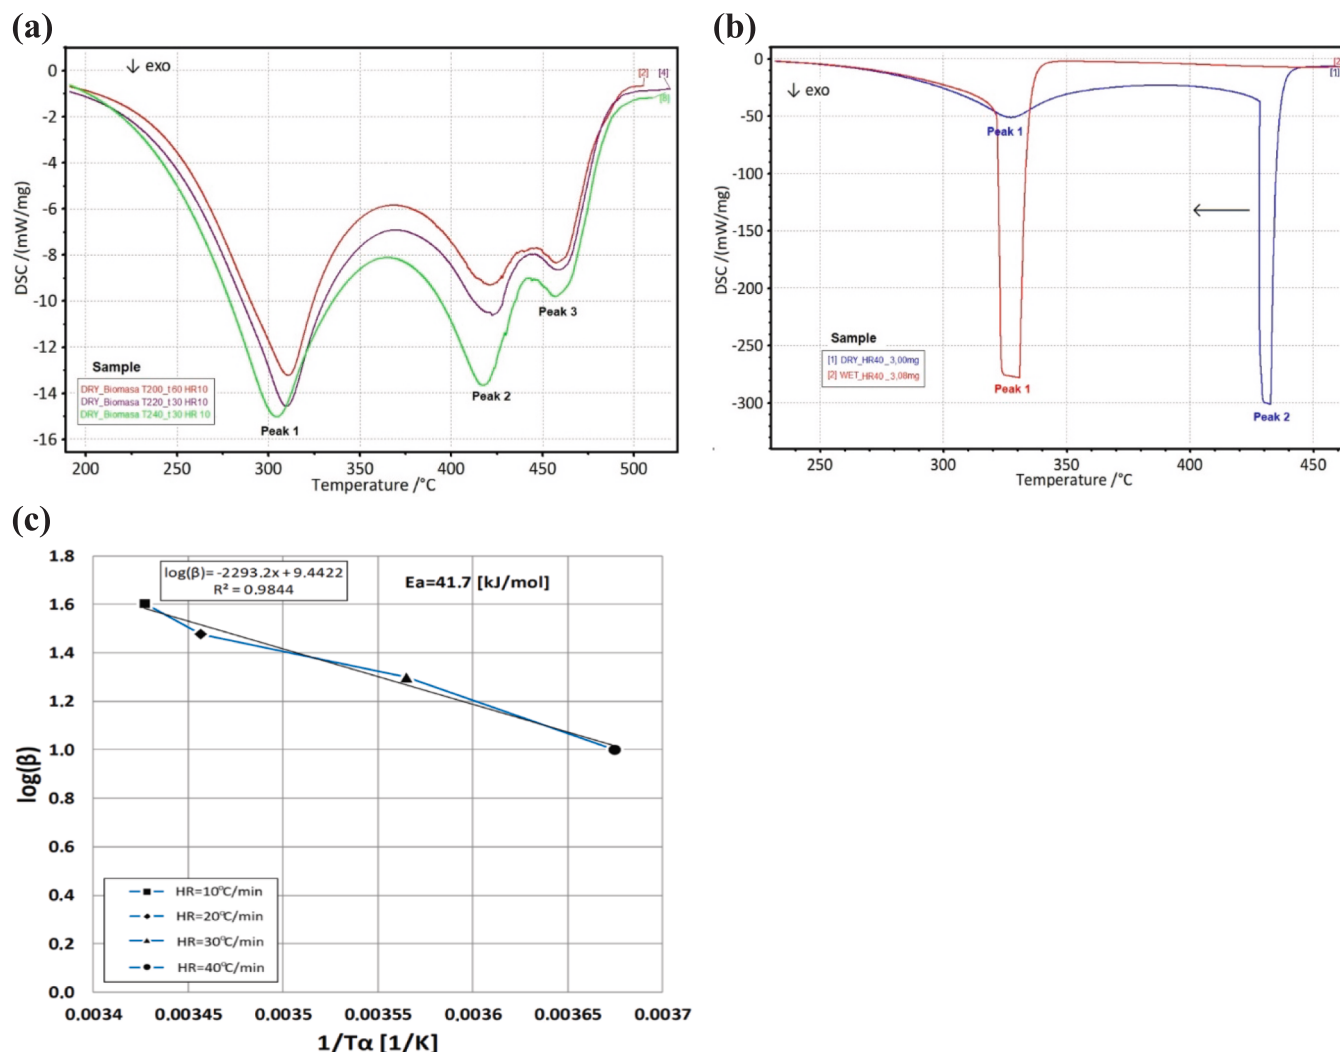 (a)
↓ exo
[2] [4]
[8]
0
-2
-4
-6
-8
-10
-12
-14
-16
DSC /(mW/mg)
Peak 3
Peak 2
Peak 1
Sample
DRY_Biomasa T200_t60 HR10
DRY_Biomasa T220_t30 HR10
DRY_Biomasa T240_t30 HR 10
200 250 300 350 400 450 500
Temperature /°C
(b)
0
-50
-100
-150
-200
-250
-300
DSC /(mW/mg)
↓ exo
[2]
[1]
Peak 1
←
Sample
[1] DRY_HR40_3,00mg
[2] WET_HR40_3,08mg
Peak 1
Peak 2
250 300 350 400 450
Temperature /°C
(c)
1.8
1.6
1.4
1.2
1.0
0.8
0.6
0.4
0.2
0.0
log(β)
log(β)= -2293.2x + 9.4422
R² = 0.9844
Ea=41.7 [kJ/mol]
HR=10°C/min
HR=20°C/min
HR=30°C/min
HR=40°C/min
0.0034 0.00345 0.0035 0.00355 0.0036 0.00365 0.0037
1/Tα [1/K]